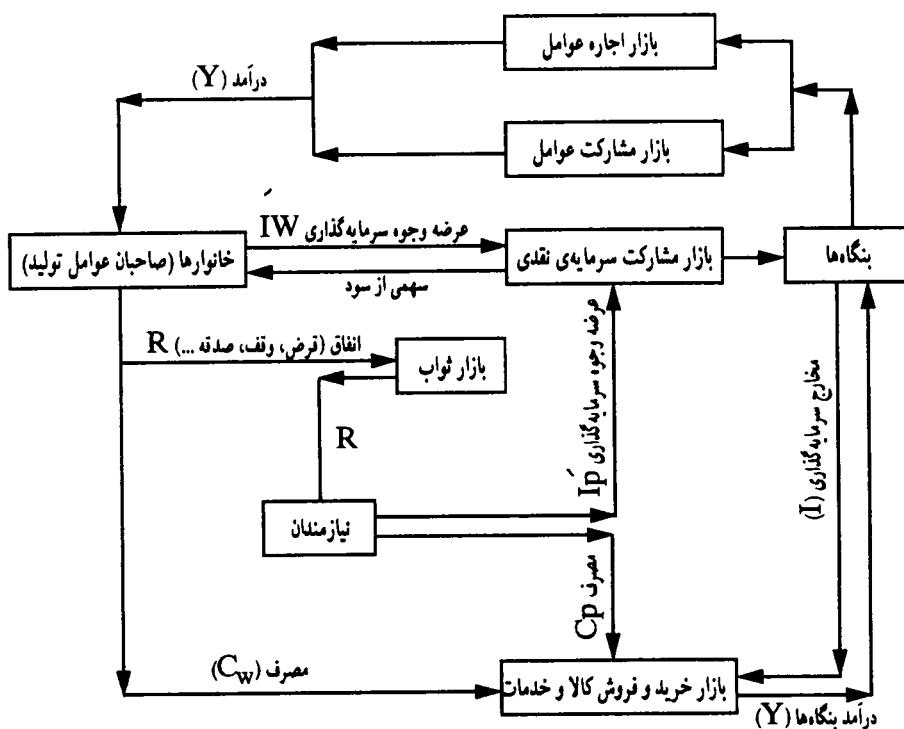 بازار اجاره عوامل
درآمد (Y)
بازار مشارکت عوامل
عرضه وجوه سرمایه‌گذاری ÍW
خانوارها (صاحبان عوامل تولید)
بازار مشارکت سرمایه‌ی نقدی
بنگاه‌ها
سهمی از سود
انفاق (قرض، وقف، صدقه ...) R
بازار ثواب
R
عرضه وجوه سرمایه‌گذاری Íp
مخارج سرمایه‌گذاری (I)
نیازمندان
مصرف Cp
مصرف (Cw)
بازار خرید و فروش کالا و خدمات
درآمد بنگاه‌ها (Y)